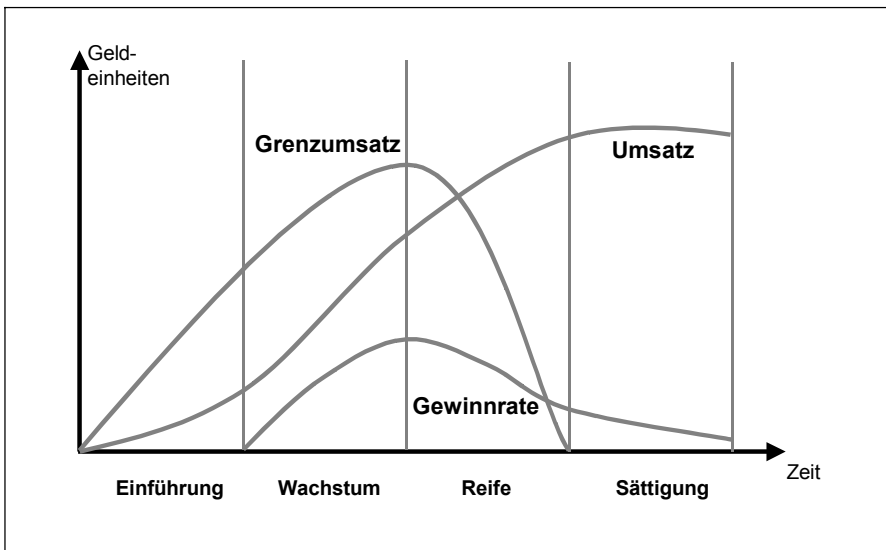 Geld-
einheiten
Grenzumsatz
Umsatz
Gewinnrate
Zeit
Einführung
Wachstum
Reife
Sättigung